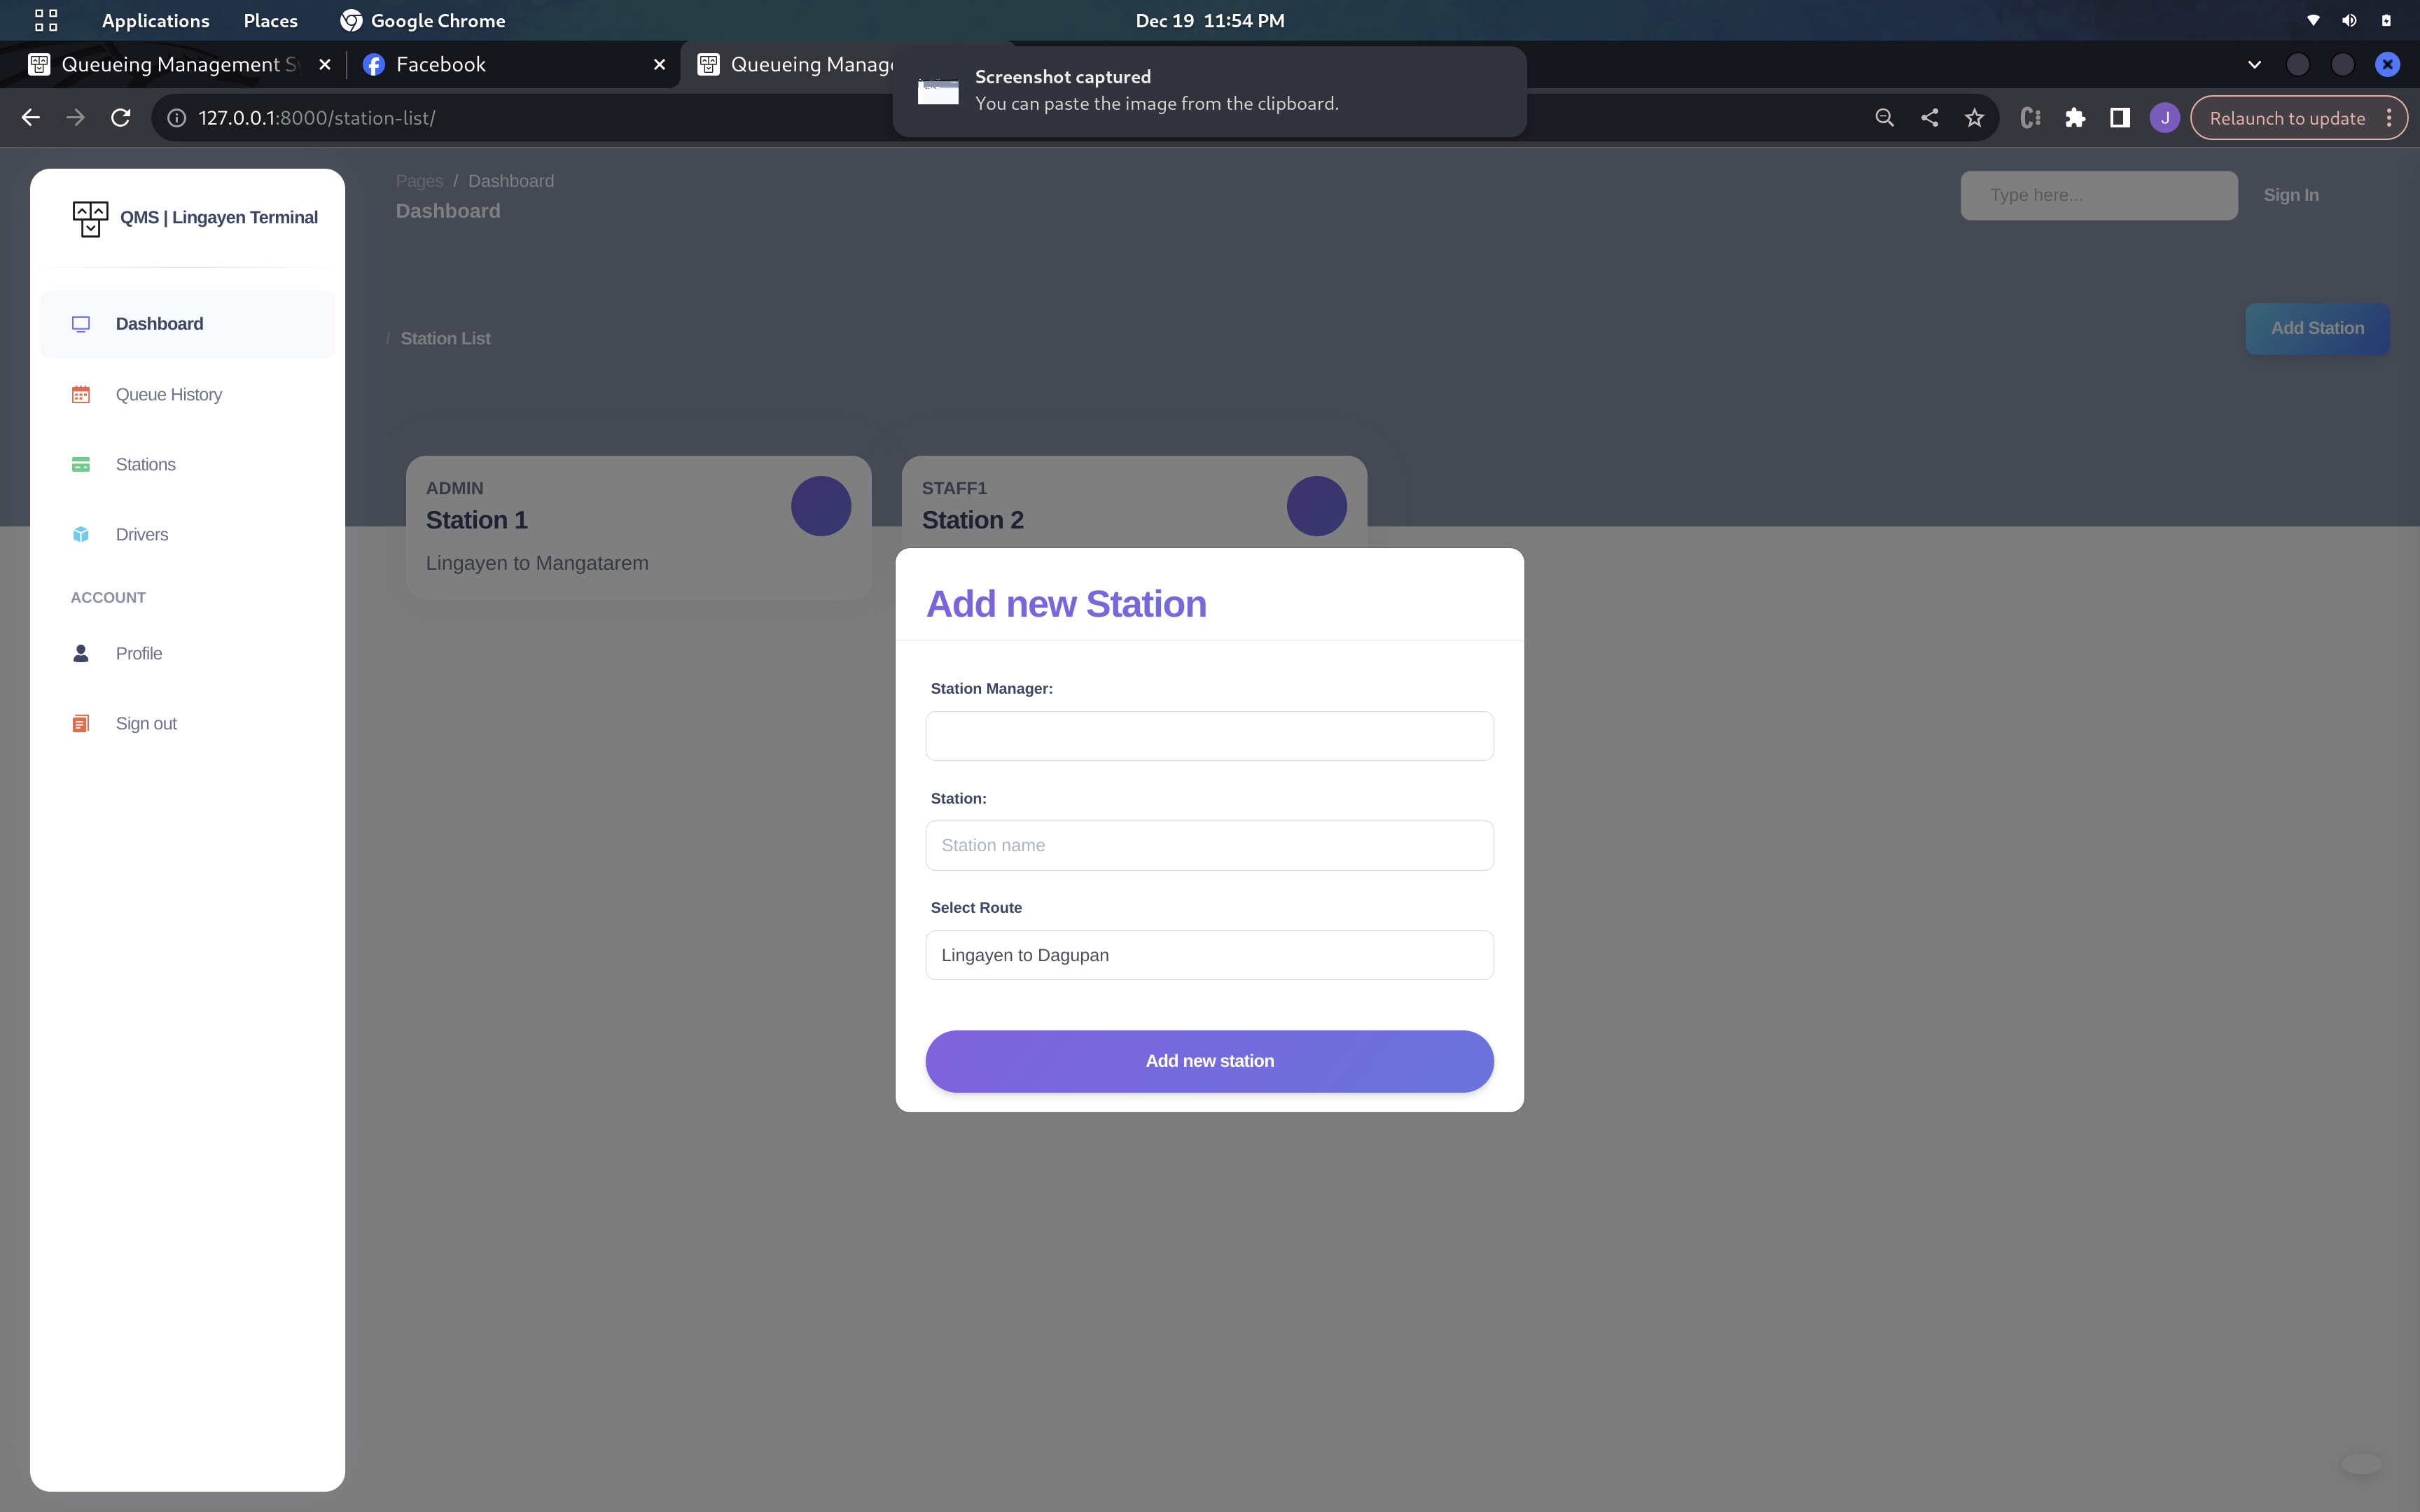 Applications Places Google Chrome Dec 19 11:54 PM
Queueing Management S Facebook Queueing Manag
Screenshot captured
You can paste the image from the clipboard.
127.0.0.1:8000/station-list/ J Relaunch to update
QMS | Lingayen Terminal
Dashboard
Queue History
Stations
Drivers
ACCOUNT
Profile
Sign out
Pages / Dashboard
Dashboard
Type here... Sign In
/ Station List
Add Station
ADMIN
Station 1
Lingayen to Mangatarem
STAFF1
Station 2
Add new Station
Station Manager:
Station:
Station name
Select Route
Lingayen to Dagupan
Add new station